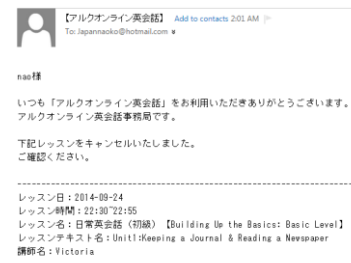 【アルクオンライン英会話】 Add to contacts 2:01 AM
To: Japannaoko@hotmail.com
nao様
いつも「アルクオンライン英会話」をお利用いただきありがとうございます。
アルクオンライン英会話事務局です。
下記レッスンをキャンセルいたしました。
ご確認ください。
----------------------------------------------------------------------
レッスン日：2014-09-24
レッスン時間：22:30~22:55
レッスン名：日常英会話（初級）【Building Up the Basics: Basic Level】
レッスンテキスト名：Unit1:Keeping a Journal & Reading a Newspaper
講師名：Victoria